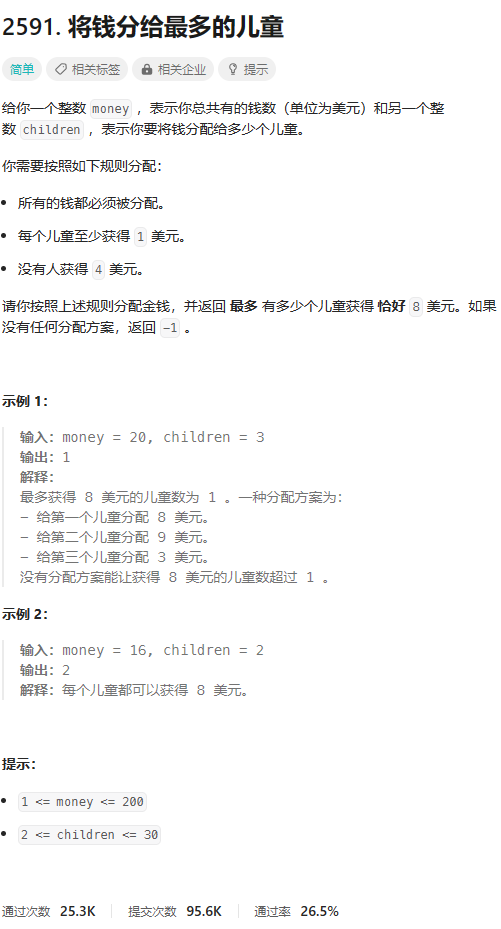 2591. 将钱分给最多的儿童
简单 相关标签 相关企业 提示
给你一个整数 money ，表示你总共有的钱数（单位为美元）和另一个整
数 children ，表示你要将钱分配给多少个儿童。
你需要按照如下规则分配：
• 所有的钱都必须被分配。
• 每个儿童至少获得 1 美元。
• 没有人获得 4 美元。
请你按照上述规则分配金钱，并返回 最多 有多少个儿童获得 恰好 8 美元。如果
没有任何分配方案，返回 -1 。
示例 1：
输入：money = 20, children = 3
输出：1
解释：
最多获得 8 美元的儿童数为 1 。一种分配方案为：
- 给第一个儿童分配 8 美元。
- 给第二个儿童分配 9 美元。
- 给第三个儿童分配 3 美元。
没有分配方案能让获得 8 美元的儿童数超过 1 。
示例 2：
输入：money = 16, children = 2
输出：2
解释：每个儿童都可以获得 8 美元。
提示：
• 1 <= money <= 200
• 2 <= children <= 30
通过次数 25.3K 提交次数 95.6K 通过率 26.5%